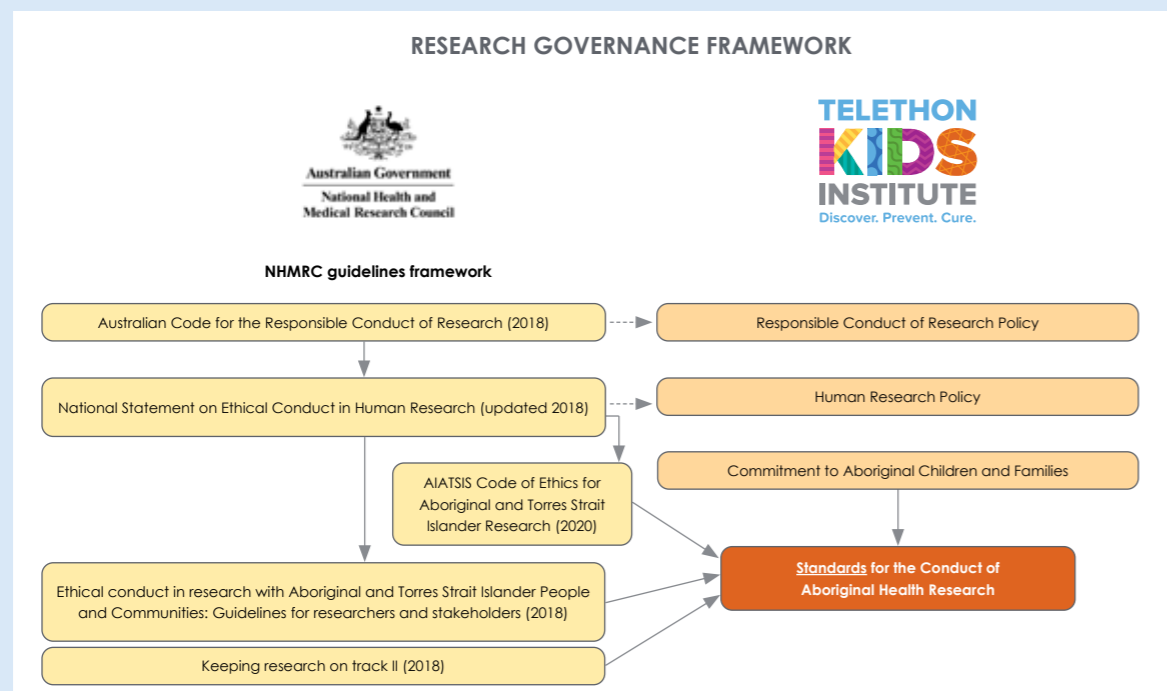 RESEARCH GOVERNANCE FRAMEWORK
Australian Government
National Health and
Medical Research Council
TELETHON
KIDS
INSTITUTE
Discover. Prevent. Cure.
NHMRC guidelines framework
Australian Code for the Responsible Conduct of Research (2018)
Responsible Conduct of Research Policy
National Statement on Ethical Conduct in Human Research (updated 2018)
Human Research Policy
AIATSIS Code of Ethics for
Aboriginal and Torres Strait
Islander Research (2020)
Commitment to Aboriginal Children and Families
Ethical conduct in research with Aboriginal and Torres Strait Islander People
and Communities: Guidelines for researchers and stakeholders (2018)
Standards for the Conduct of
Aboriginal Health Research
Keeping research on track II (2018)